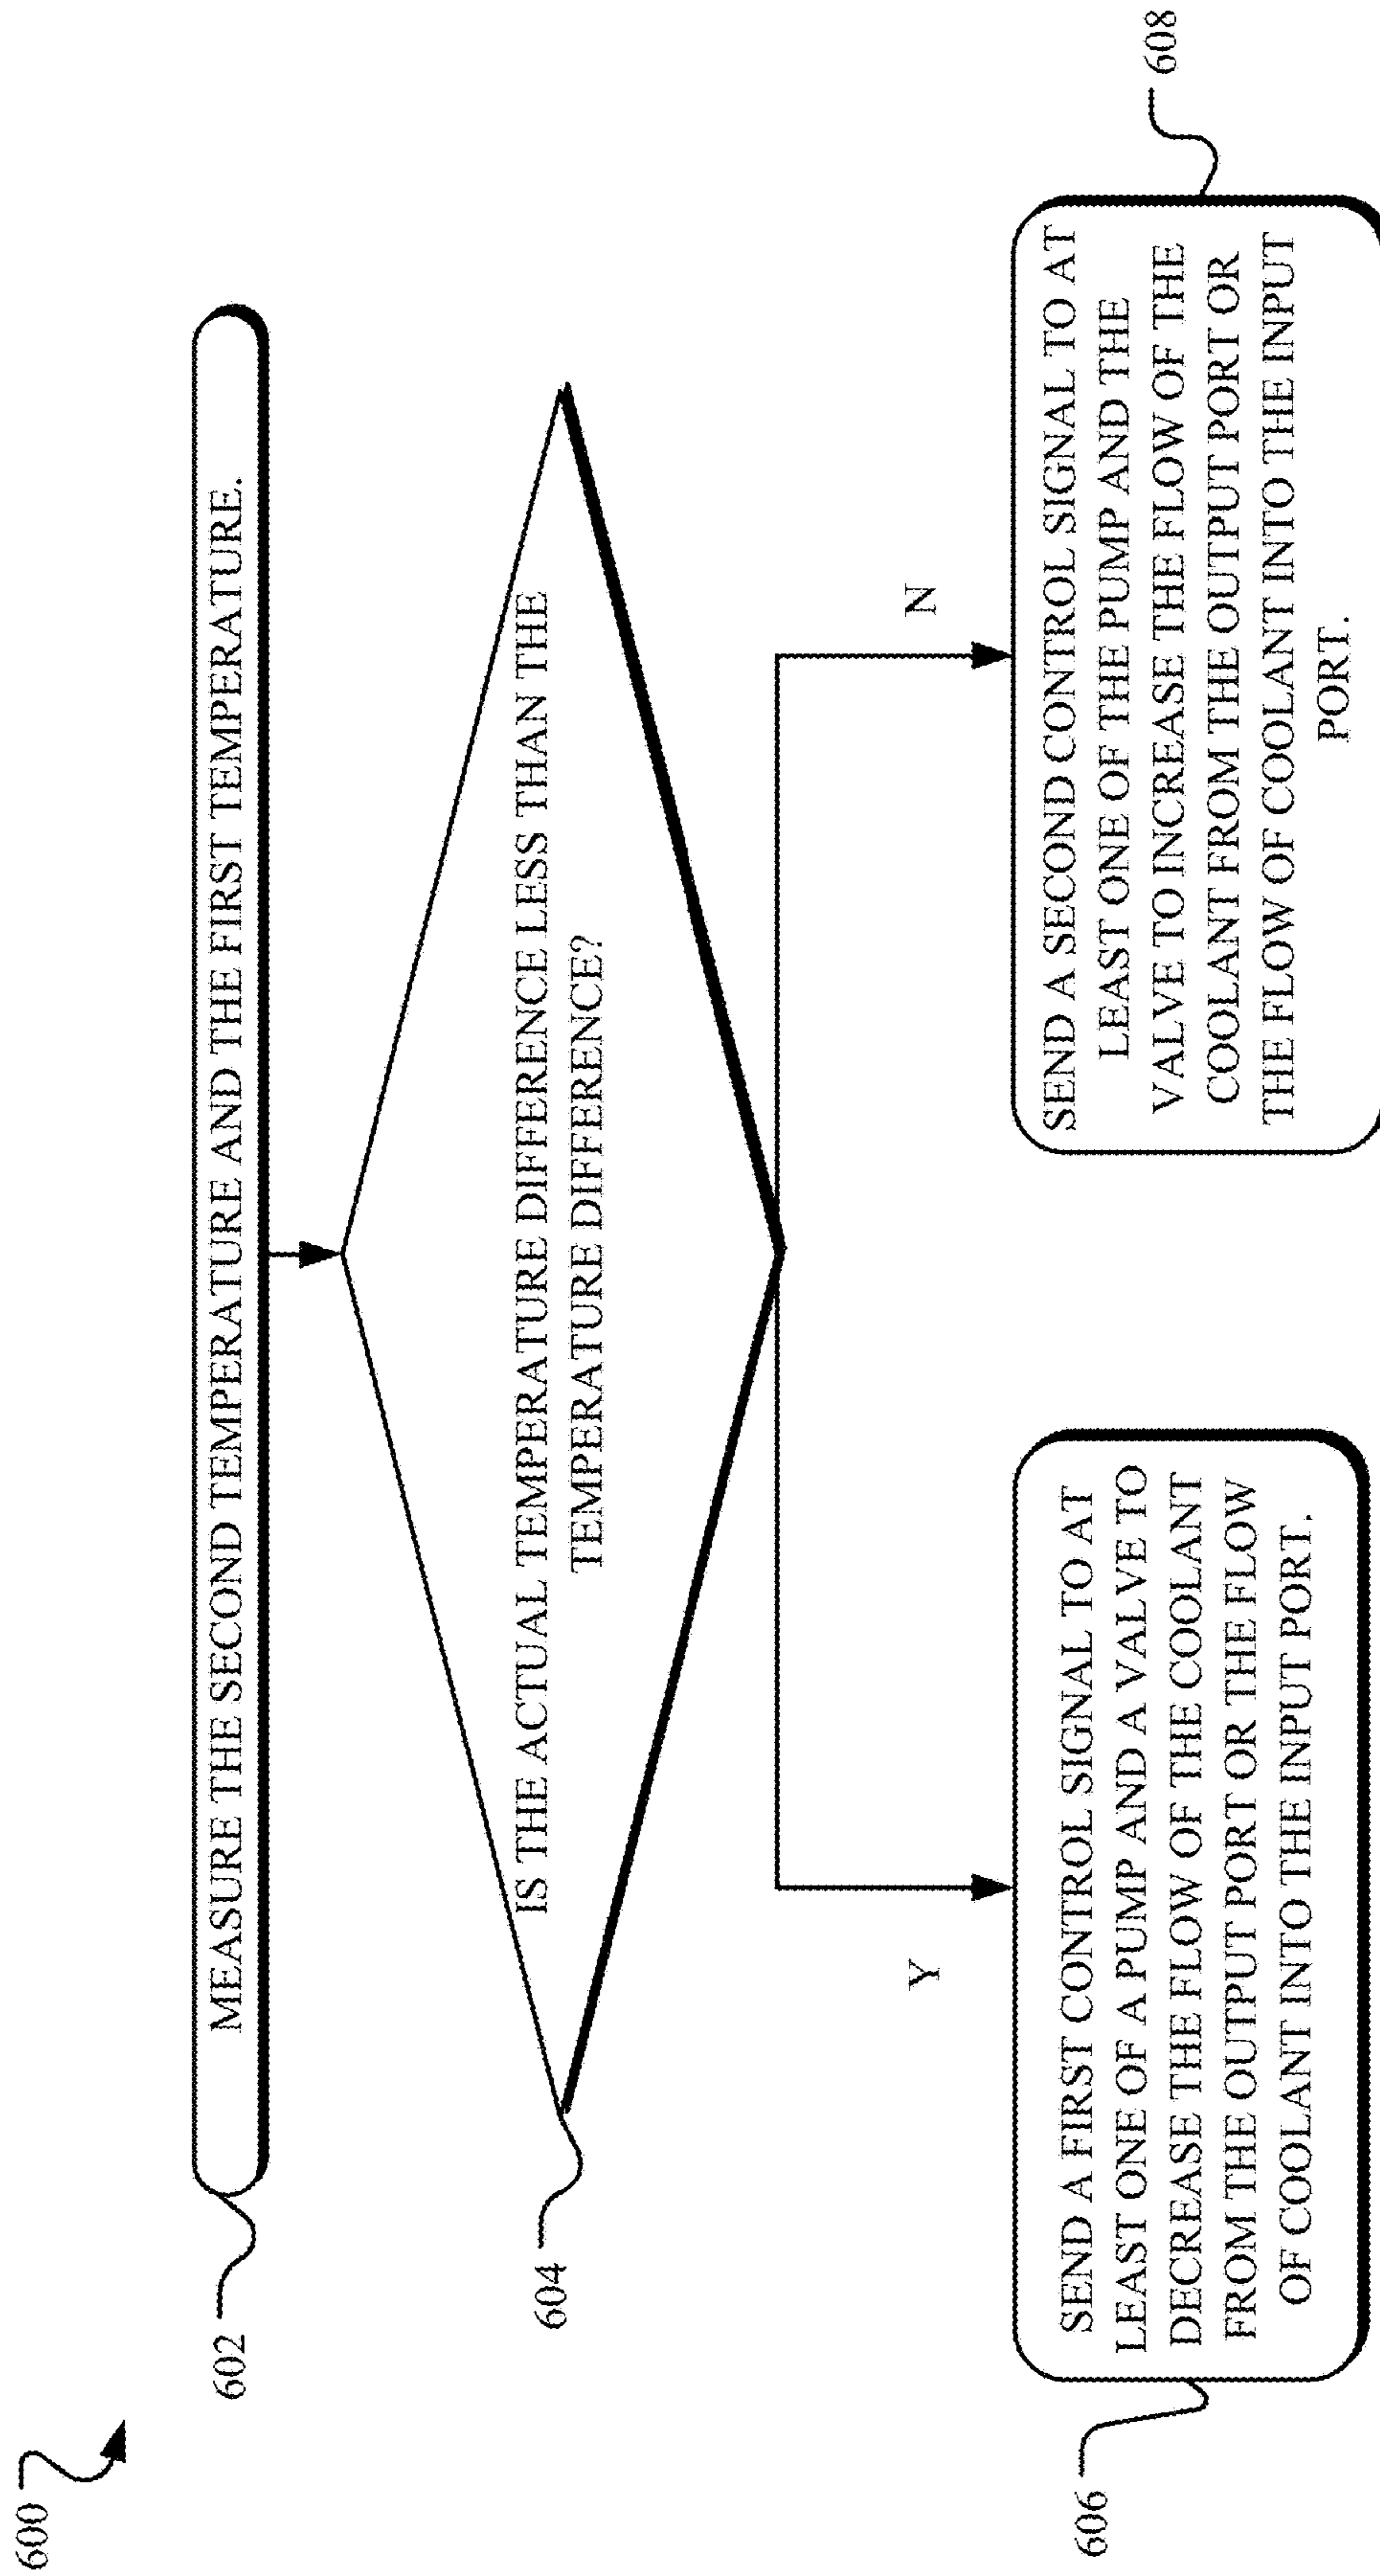 600
602
MEASURE THE SECOND TEMPERATURE AND THE FIRST TEMPERATURE.
604
IS THE ACTUAL TEMPERATURE DIFFERENCE LESS THAN THE
TEMPERATURE DIFFERENCE?
Y
N
606
SEND A FIRST CONTROL SIGNAL TO AT
LEAST ONE OF A PUMP AND A VALVE TO
DECREASE THE FLOW OF THE COOLANT
FROM THE OUTPUT PORT OR THE FLOW
OF COOLANT INTO THE INPUT PORT.
SEND A SECOND CONTROL SIGNAL TO AT
LEAST ONE OF THE PUMP AND THE
VALVE TO INCREASE THE FLOW OF THE
COOLANT FROM THE OUTPUT PORT OR
THE FLOW OF COOLANT INTO THE INPUT
PORT.
608